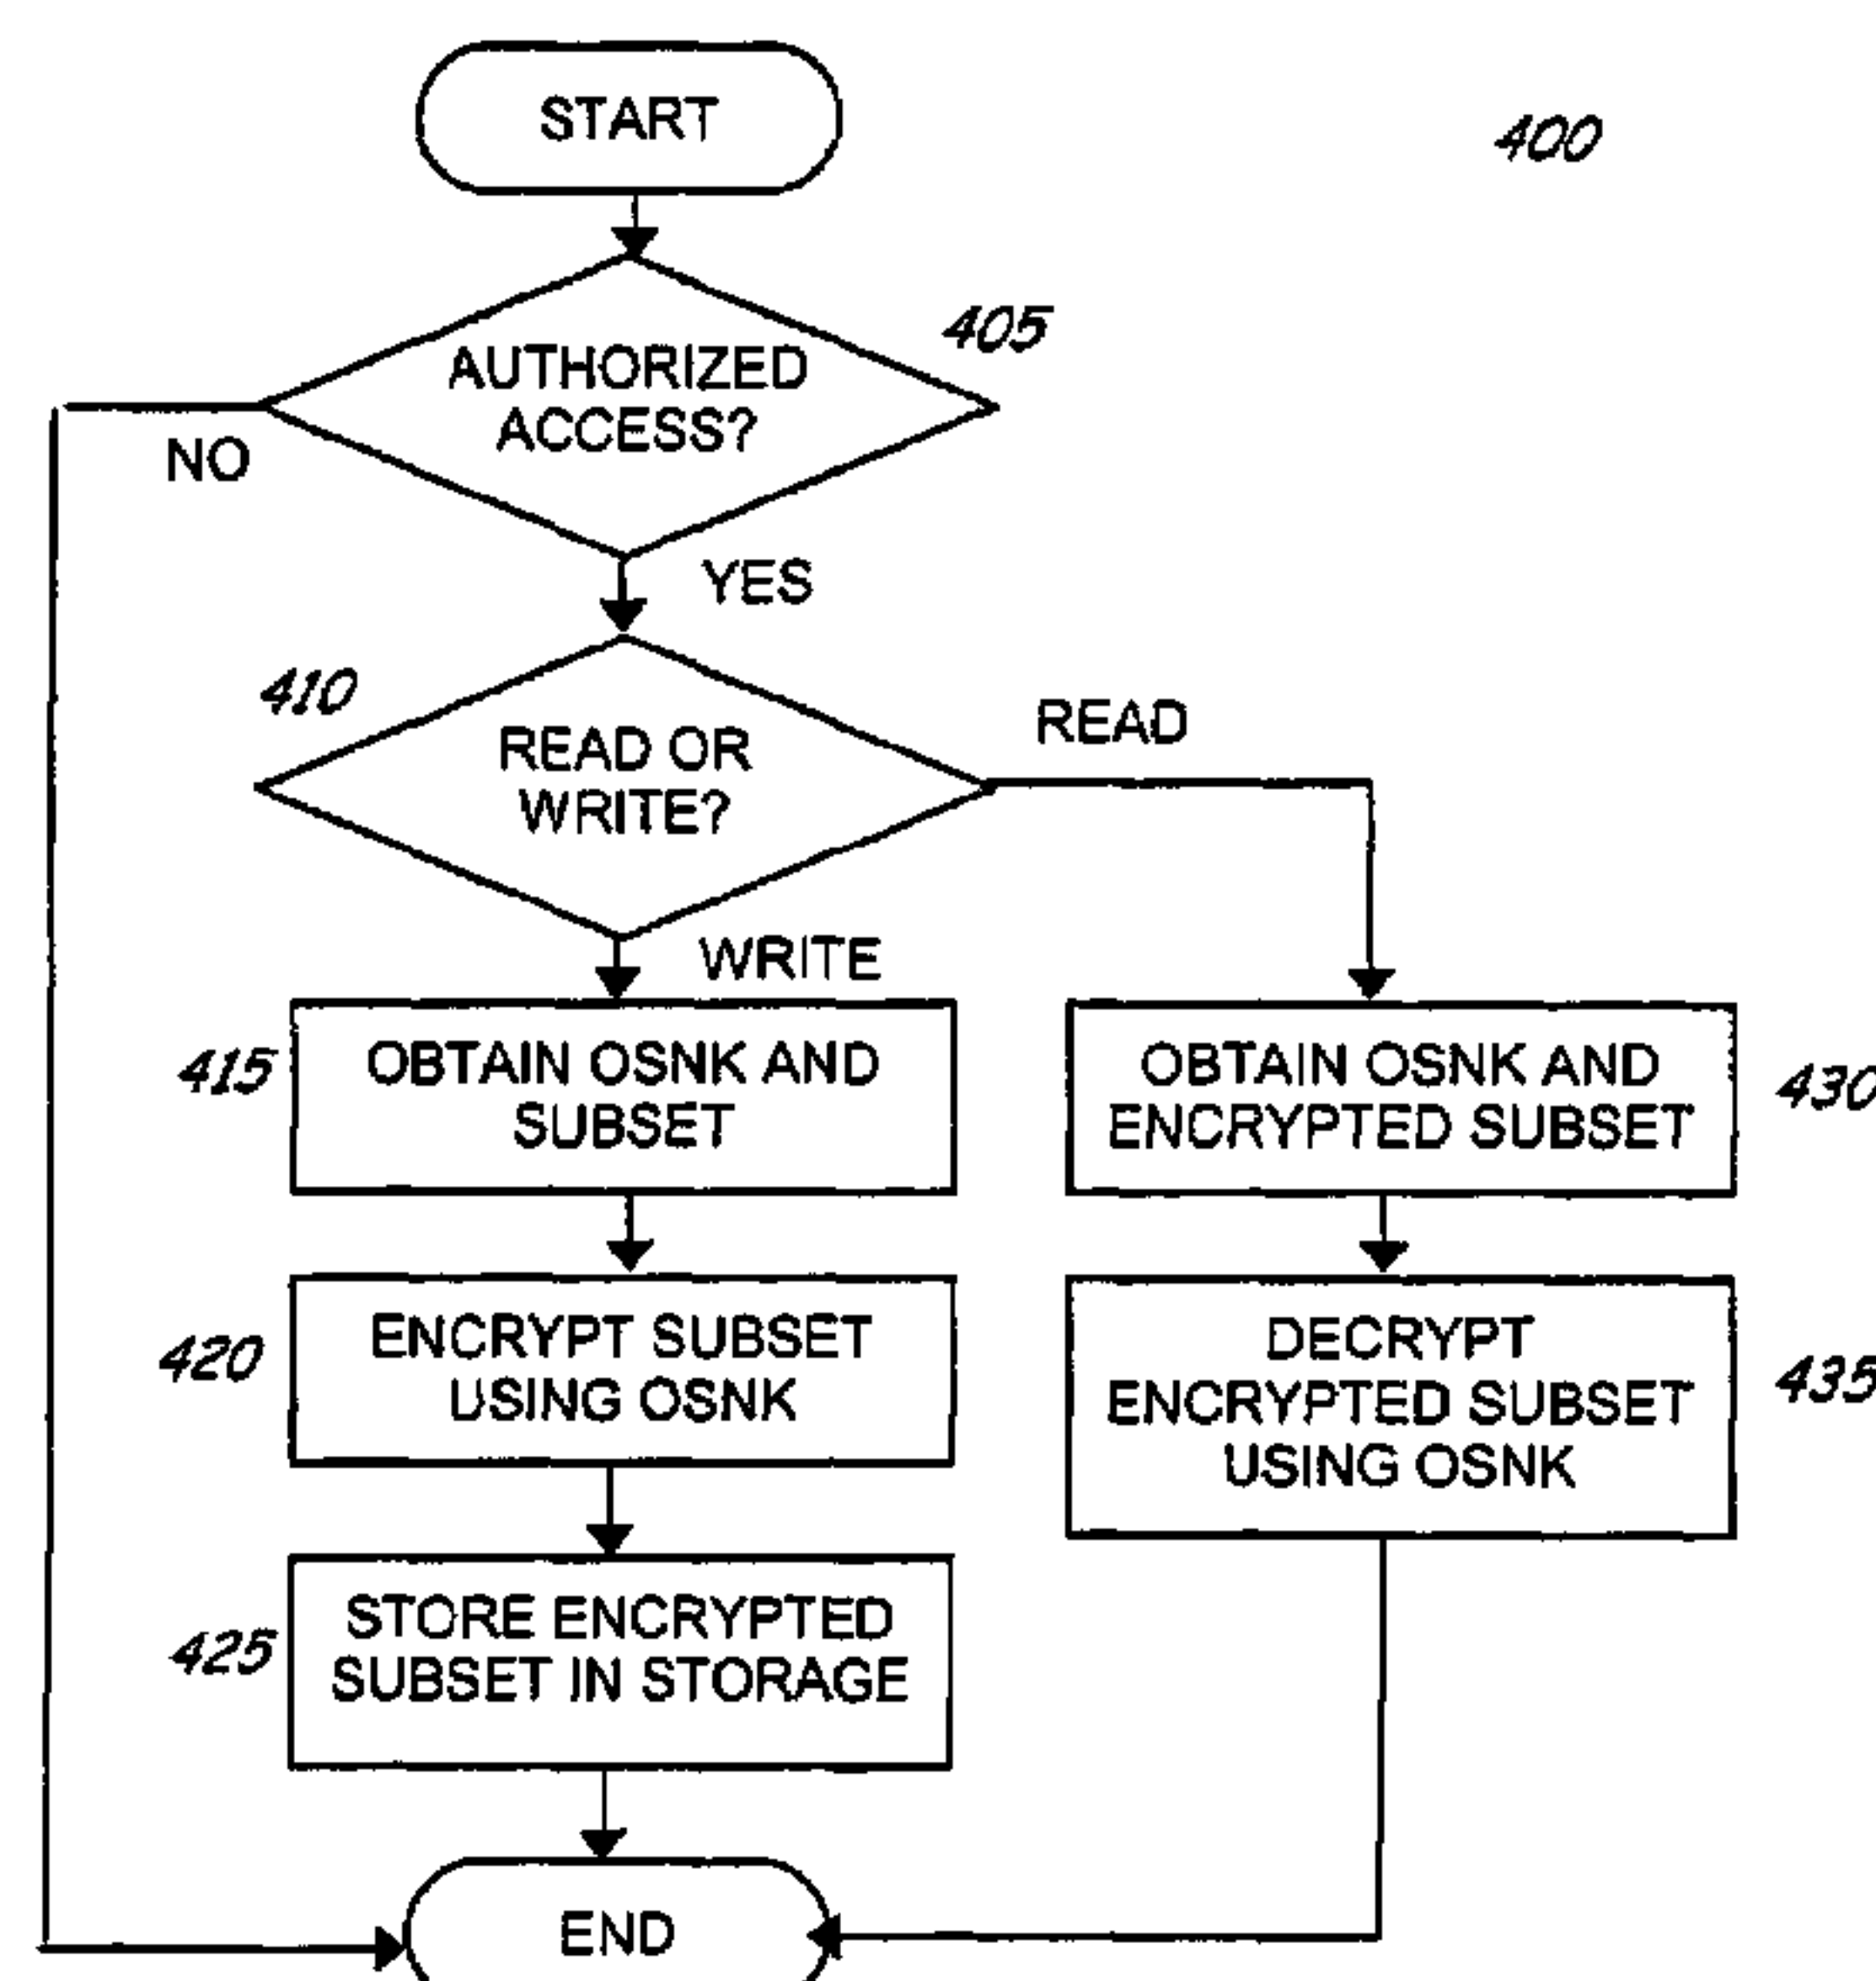 START
400
AUTHORIZED
ACCESS?
405
NO
YES
410
READ OR
WRITE?
READ
WRITE
415
OBTAIN OSNK AND
SUBSET
OBTAIN OSNK AND
ENCRYPTED SUBSET
430
420
ENCRYPT SUBSET
USING OSNK
DECRYPT
ENCRYPTED SUBSET
USING OSNK
435
425
STORE ENCRYPTED
SUBSET IN STORAGE
END